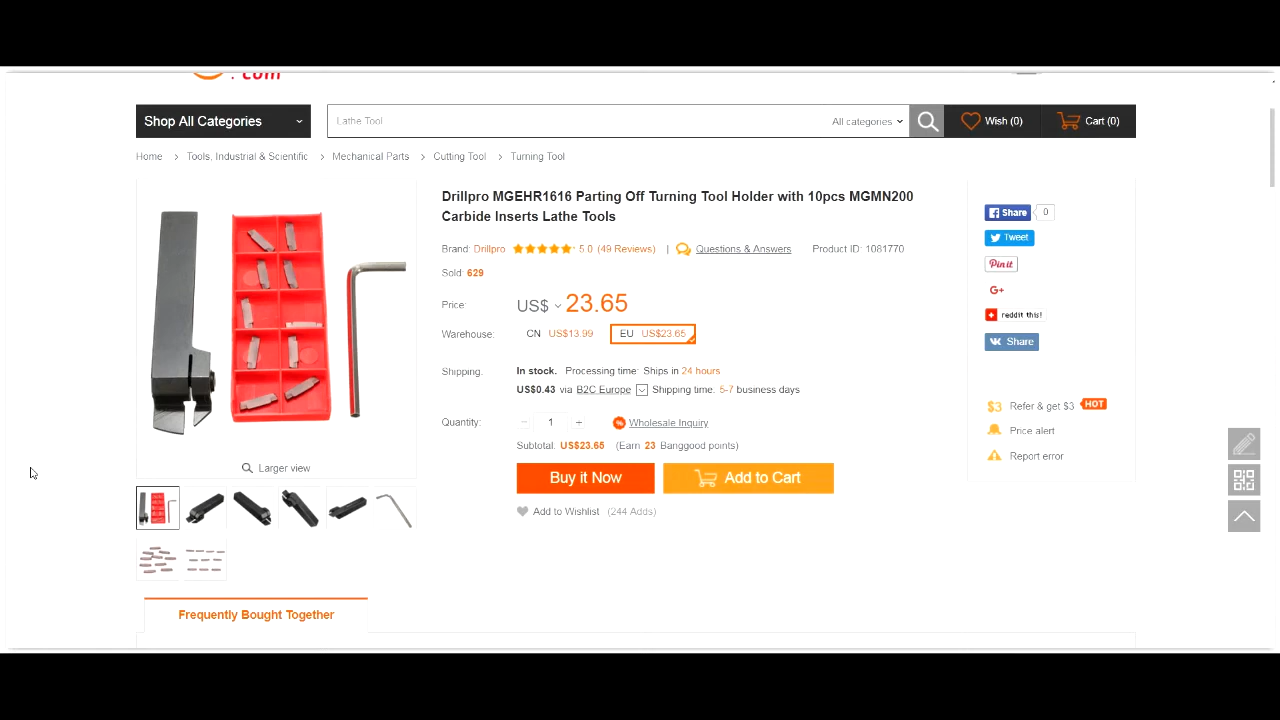 .com
Shop All Categories
Lathe Tool
All categories
Wish (0)
Cart (0)
Home > Tools, Industrial & Scientific > Mechanical Parts > Cutting Tool > Turning Tool
Drillpro MGEHR1616 Parting Off Turning Tool Holder with 10pcs MGMN200
Carbide Inserts Lathe Tools
Brand: Drillpro 5.0 (49 Reviews) | Questions & Answers Product ID: 1081770
Sold: 629
Price: US$ 23.65
Warehouse: CN US$13.99 EU US$23.65
Shipping: In stock. Processing time: Ships in 24 hours
US$0.43 via B2C Europe Shipping time: 5-7 business days
Quantity: − 1 + Wholesale Inquiry
Subtotal: US$23.65 (Earn 23 Banggood points)
Buy it Now
Add to Cart
Add to Wishlist (244 Adds)
Larger view
Frequently Bought Together
Share 0
Tweet
Pin it
G+
reddit this!
Share
$3 Refer & get $3 HOT
Price alert
Report error